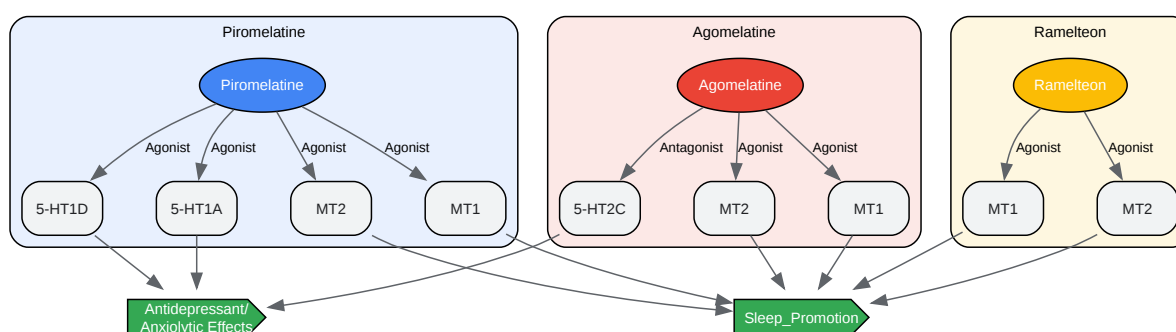 Piromelatine
Agomelatine
Ramelteon
Piromelatine
Agomelatine
Ramelteon
Agonist
Agonist
Agonist
Agonist
Antagonist
Agonist
Agonist
Agonist
Agonist
5-HT1D
5-HT1A
MT2
MT1
5-HT2C
MT2
MT1
MT1
MT2
Antidepressant/
Anxiolytic Effects
Sleep_Promotion